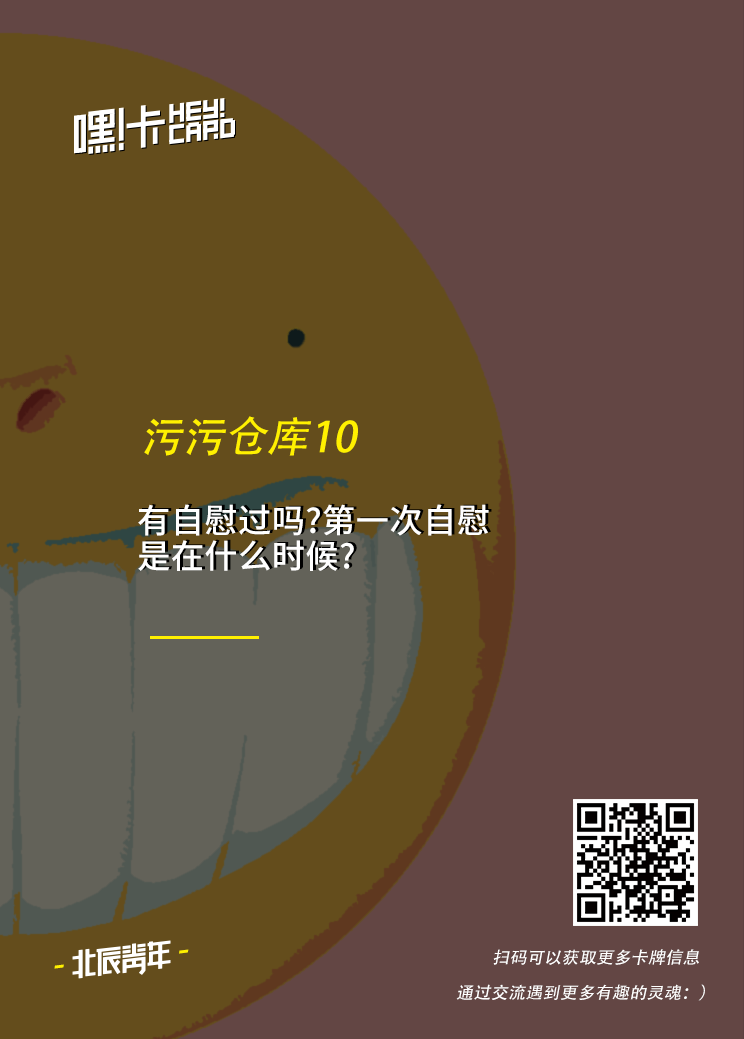 嘿!卡 HEY!
CARD
污污仓库10
有自慰过吗?第一次自慰
是在什么时候?
- 北辰青年 -
扫码可以获取更多卡牌信息
通过交流遇到更多有趣的灵魂：）